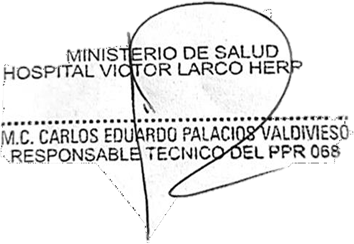 MINISTERIO DE SALUD
HOSPITAL VICTOR LARCO HERR
M.C. CARLOS EDUARDO PALACIOS VALDIVIESO
RESPONSABLE TECNICO DEL PPR 068